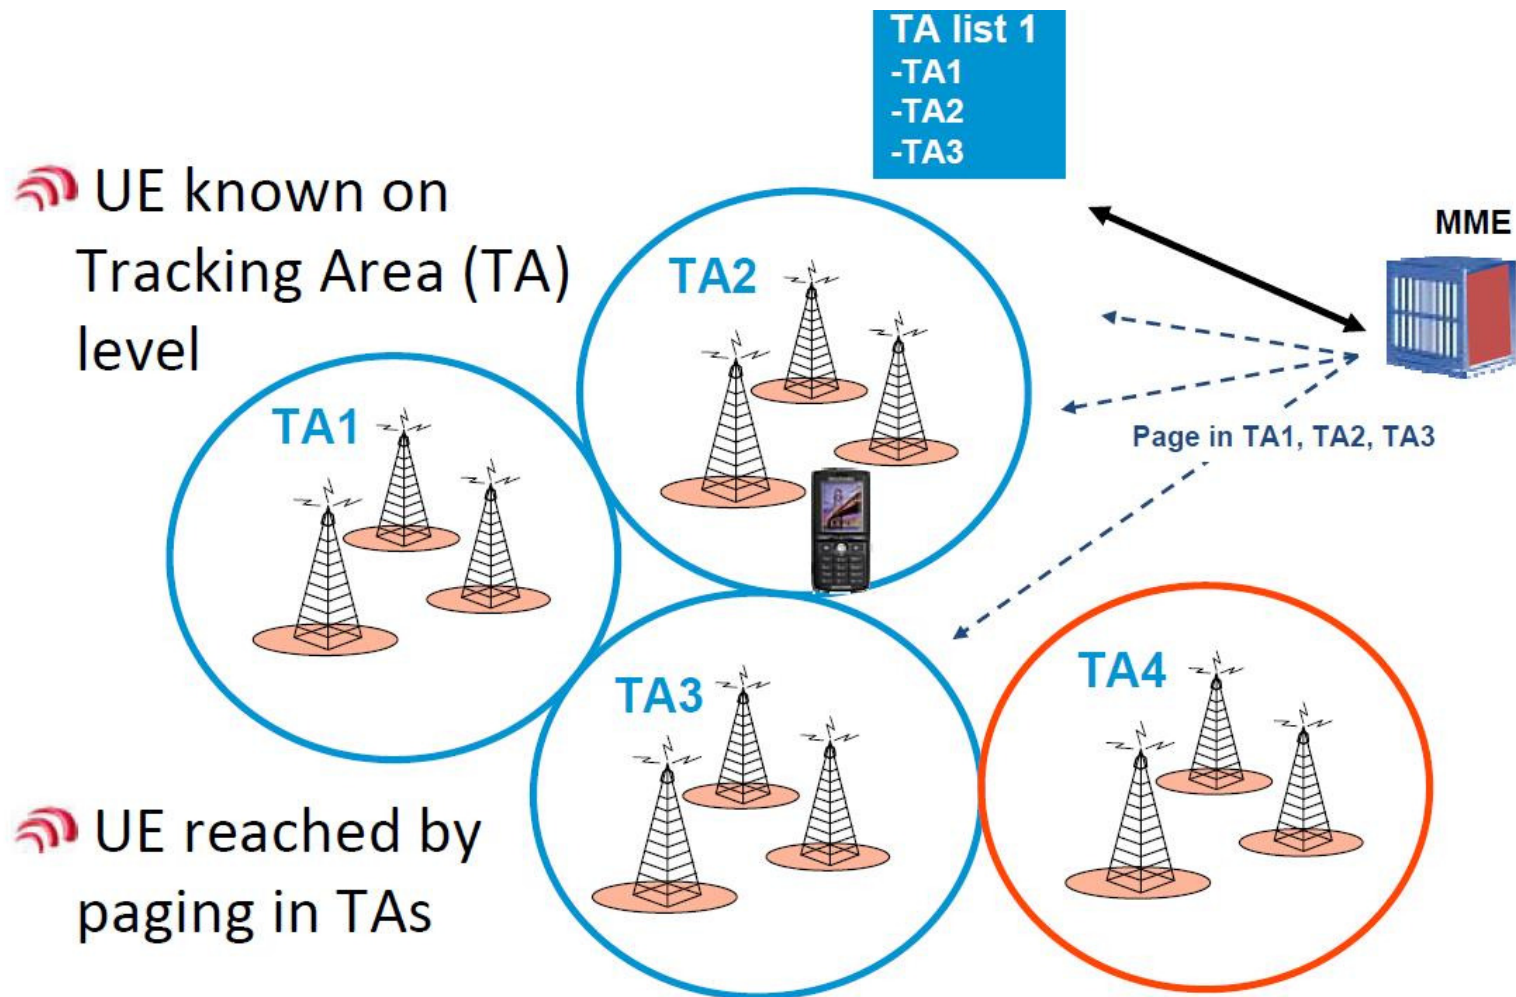 TA list 1
-TA1
-TA2
-TA3
UE known on
Tracking Area (TA)
level
MME
TA2
TA1
Page in TA1, TA2, TA3
TA3
TA4
UE reached by
paging in TAs